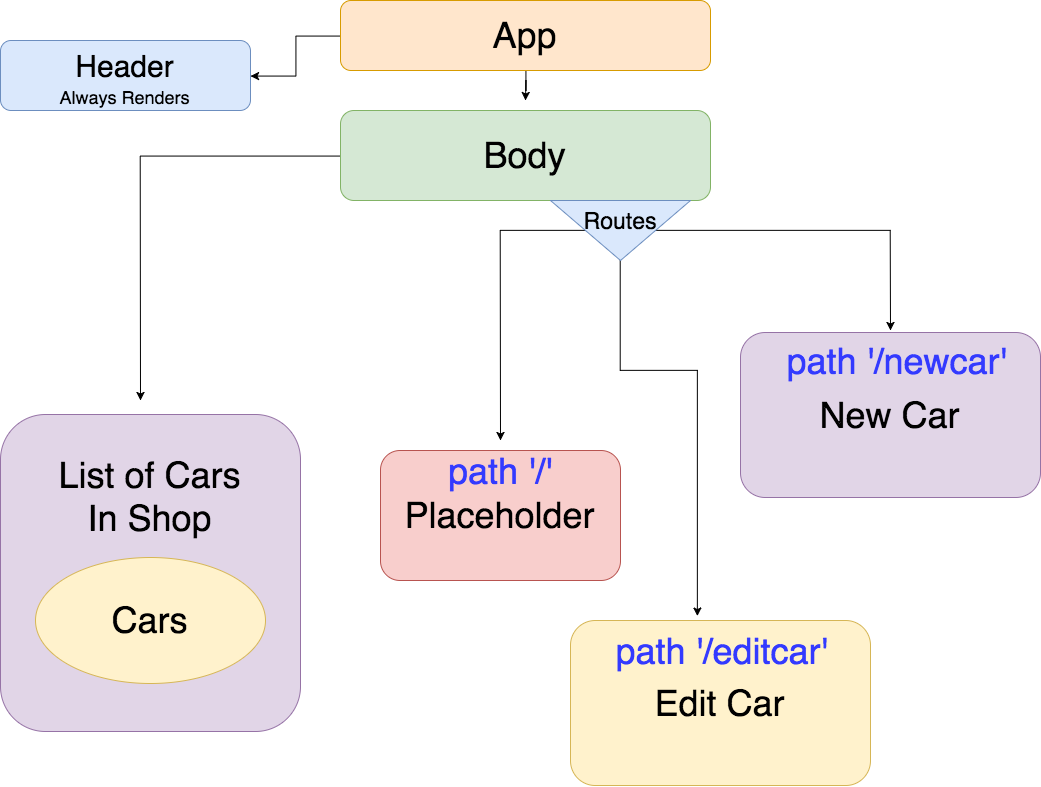 App
Header
Always Renders
Body
Routes
path '/newcar'
New Car
List of Cars
In Shop
Cars
path '/'
Placeholder
path '/editcar'
Edit Car